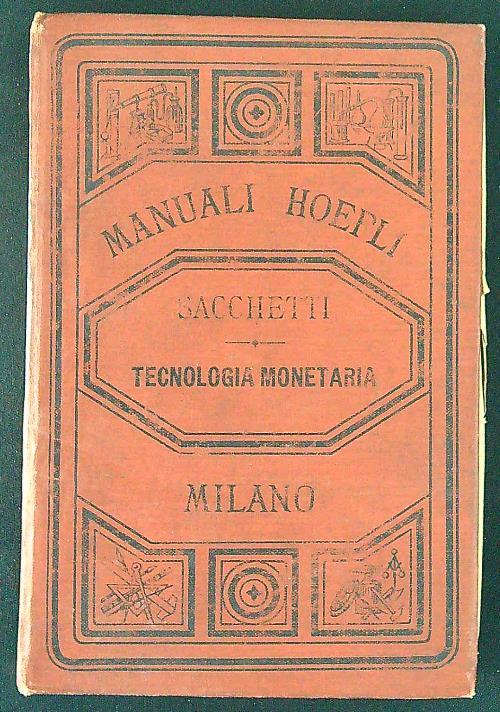 MANUALI HOEPLI
SACCHETTI
TECNOLOGIA MONETARIA
MILANO